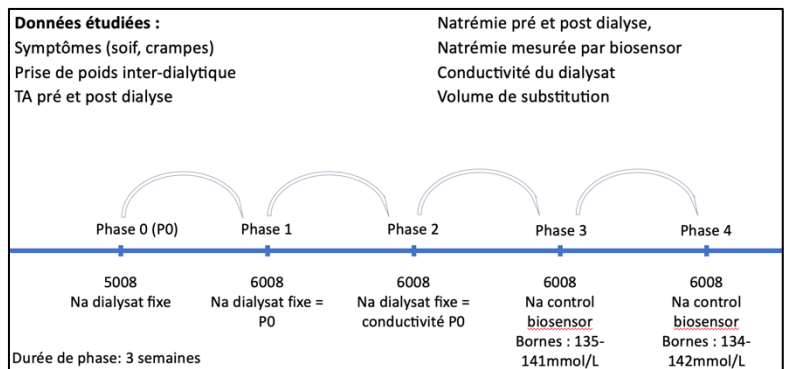 Données étudiées :
Symptômes (soif, crampes)
Prise de poids inter-dialytique
TA pré et post dialyse
Natrémie pré et post dialyse,
Natrémie mesurée par biosensor
Conductivité du dialysat
Volume de substitution
Phase 0 (P0)
Phase 1
Phase 2
Phase 3
Phase 4
5008
Na dialysat fixe
6008
Na dialysat fixe =
P0
6008
Na dialysat fixe =
conductivité P0
6008
Na control
biosensor
Bornes : 135-
141mmol/L
6008
Na control
biosensor
Bornes : 134-
142mmol/L
Durée de phase: 3 semaines